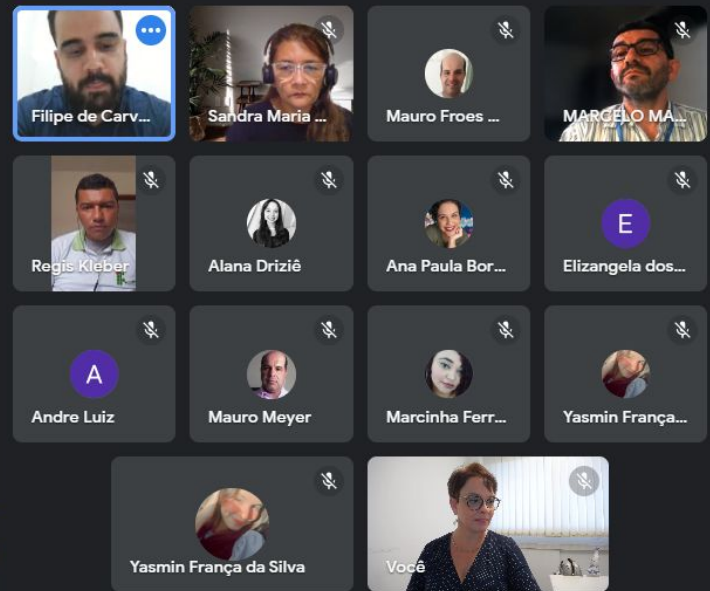 Filipe de Carv...
Sandra Maria ...
Mauro Froes ...
MARCELO MA...
Regis Kleber
Alana Driziê
Ana Paula Bor...
E
Elizangela dos...
A
Andre Luiz
Mauro Meyer
Marcinha Ferr...
Yasmin França...
Yasmin França da Silva
Você